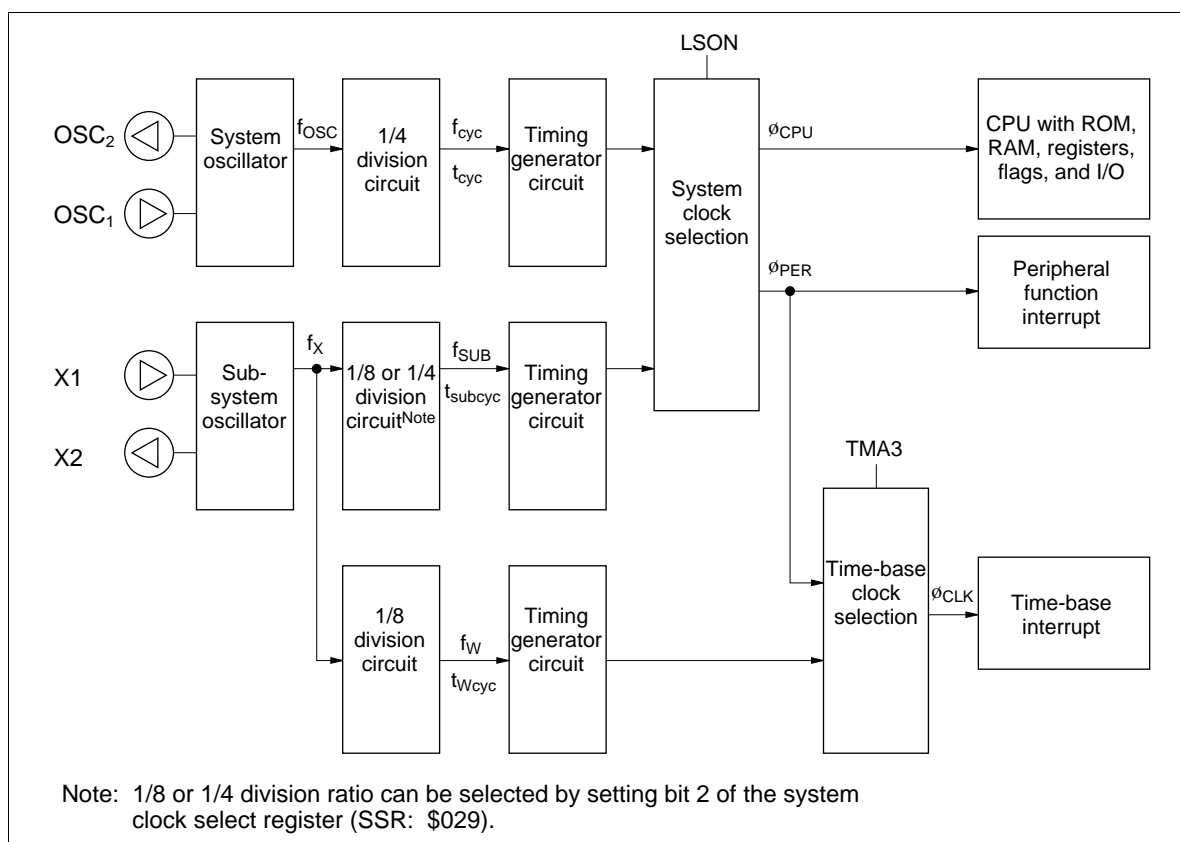 LSON
OSC₂
OSC₁
System
oscillator
fOSC
1/4
division
circuit
fcyc
tcyc
Timing
generator
circuit
System
clock
selection
øCPU
CPU with ROM,
RAM, registers,
flags, and I/O
øPER
Peripheral
function
interrupt
X1
X2
Sub-
system
oscillator
fX
1/8 or 1/4
division
circuitNote
fSUB
tsubcyc
Timing
generator
circuit
TMA3
1/8
division
circuit
fW
tWcyc
Timing
generator
circuit
Time-base
clock
selection
øCLK
Time-base
interrupt
Note: 1/8 or 1/4 division ratio can be selected by setting bit 2 of the system
clock select register (SSR: $029).